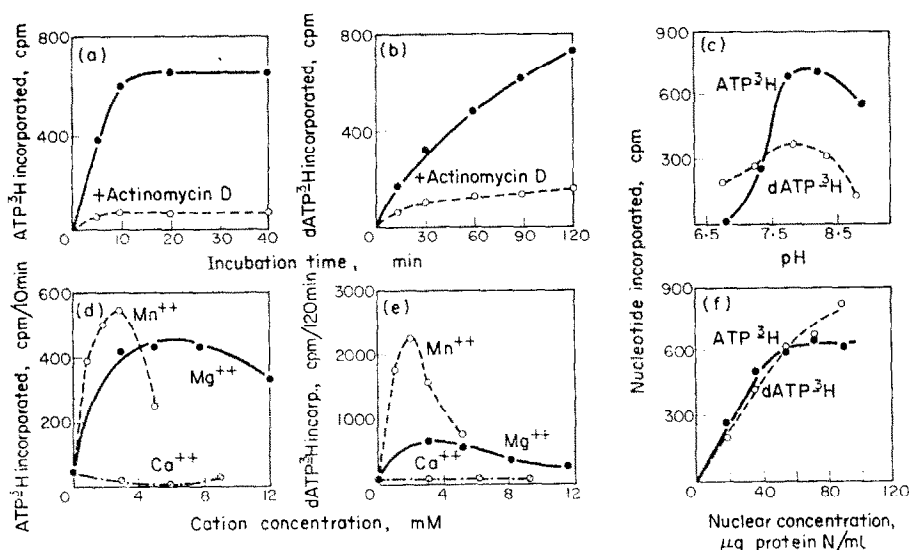 (a)
ATP³H incorporated, cpm
800
400
0
+Actinomycin D
10 20 30 40
(b)
dATP³H incorporated, cpm
800
400
0
+Actinomycin D
30 60 90 120
Incubation time, min
(c)
900
600
300
0
ATP³H
dATP³H
6·5 7·5 8·5
pH
Nucleotide incorporated, cpm
(d)
ATP³H incorporated, cpm/10min
600
400
200
0
Mn++
Mg++
Ca++
0 4 8 12
(e)
dATP³H incorp., cpm/120min
3000
2000
1000
0
Mn++
Mg++
Ca++
0 4 8 12
Cation concentration, mM
(f)
900
600
300
ATP³H
dATP³H
0 40 80 120
Nuclear concentration,
µg protein N/ml